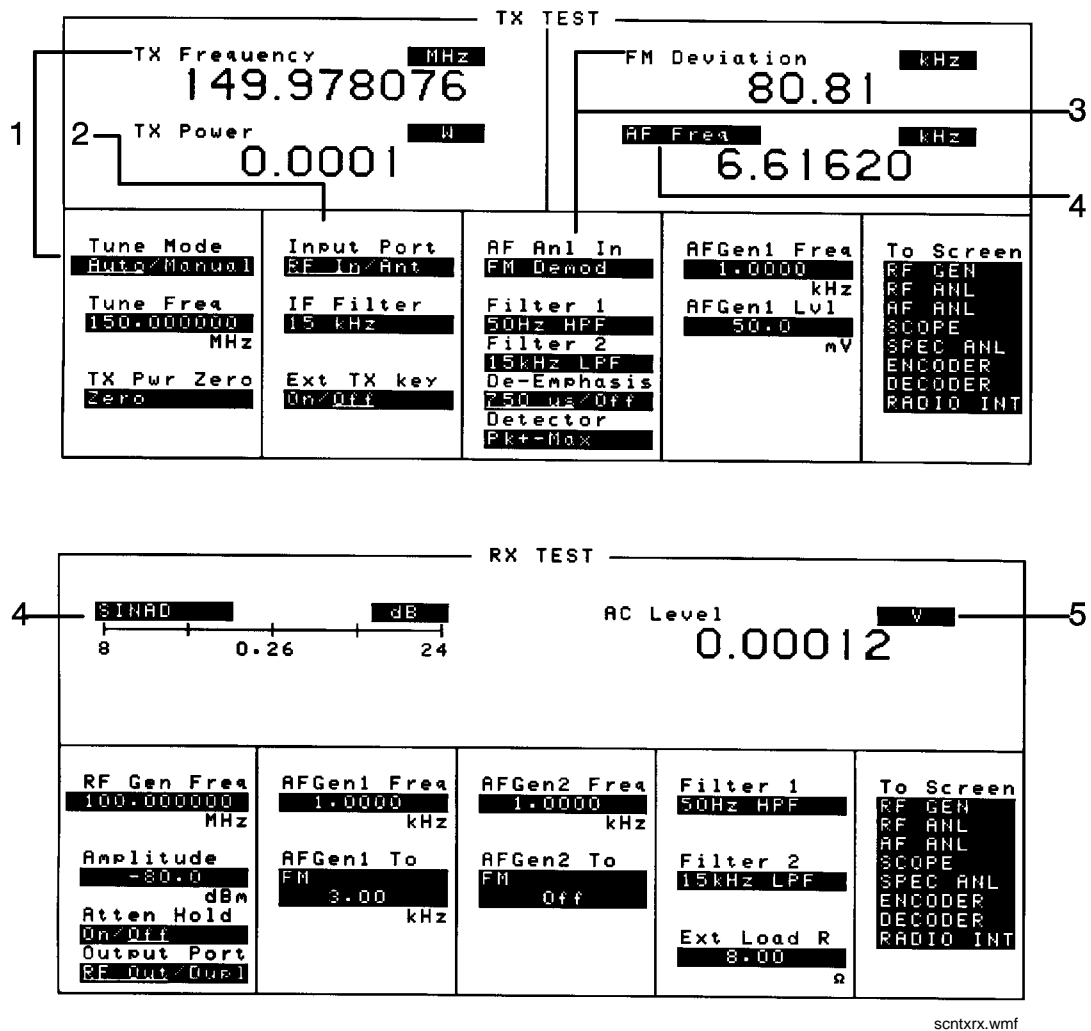 TX TEST
TX Frequency MHz
149.978076
TX Power W
0.0001
FM Deviation kHz
80.81
AF Freq kHz
6.61620
1
2
3
4
Tune Mode
Auto/Manual
Tune Freq
150.000000
MHz
TX Pwr Zero
Zero
Input Port
RF In/Ant
IF Filter
15 kHz
Ext TX key
On/Off
AF Anl In
FM Demod
Filter 1
50Hz HPF
Filter 2
15kHz LPF
De-Emphasis
750 us/Off
Detector
Pk+-Max
AFGen1 Freq
1.0000
kHz
AFGen1 Lvl
50.0
mV
To Screen
RF GEN
RF ANL
AF ANL
SCOPE
SPEC ANL
ENCODER
DECODER
RADIO INT
RX TEST
4
SINAD dB
8 0.26 24
AC Level V
0.00012
5
RF Gen Freq
100.000000
MHz
Amplitude
-80.0
dBm
Atten Hold
On/Off
Output Port
RF Out/Dupl
AFGen1 Freq
1.0000
kHz
AFGen1 To
FM
3.00
kHz
AFGen2 Freq
1.0000
kHz
AFGen2 To
FM
Off
Filter 1
50Hz HPF
Filter 2
15kHz LPF
Ext Load R
8.00
Ω
To Screen
RF GEN
RF ANL
AF ANL
SCOPE
SPEC ANL
ENCODER
DECODER
RADIO INT
scntxrx.wmf